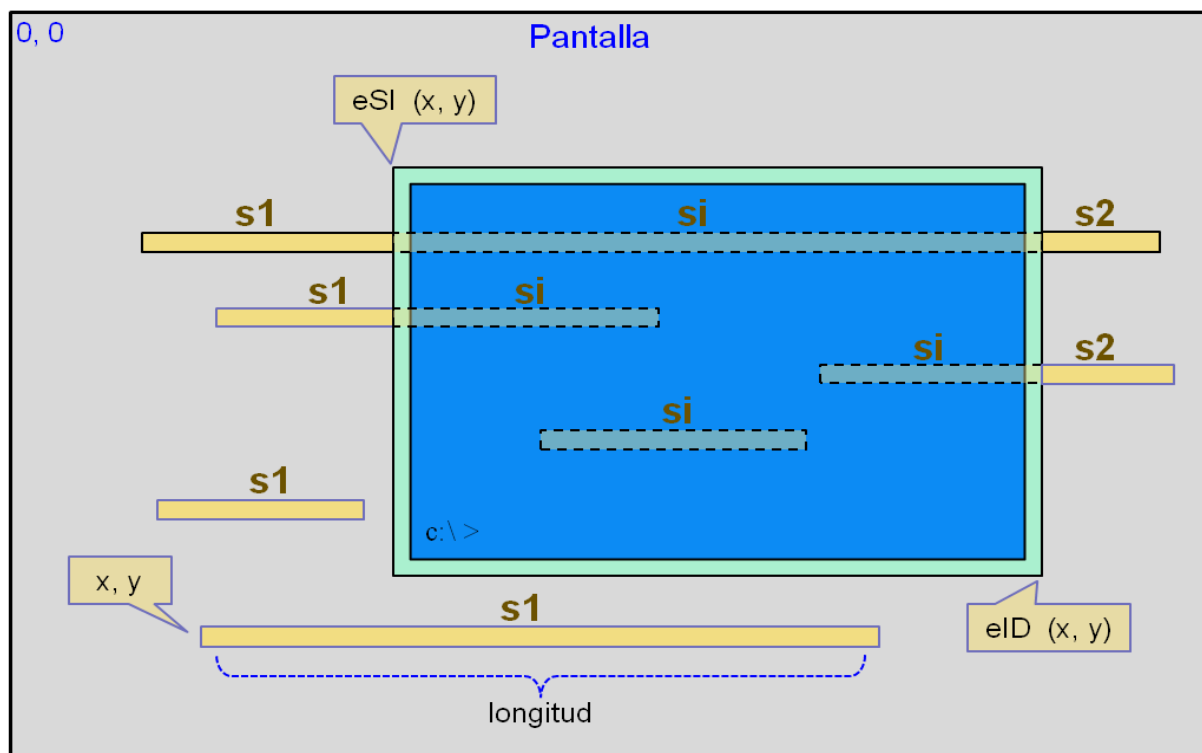 0, 0
Pantalla
eSI (x, y)
s1
si
s2
s1
si
si
s2
si
s1
c:\ >
x, y
s1
eID (x, y)
longitud